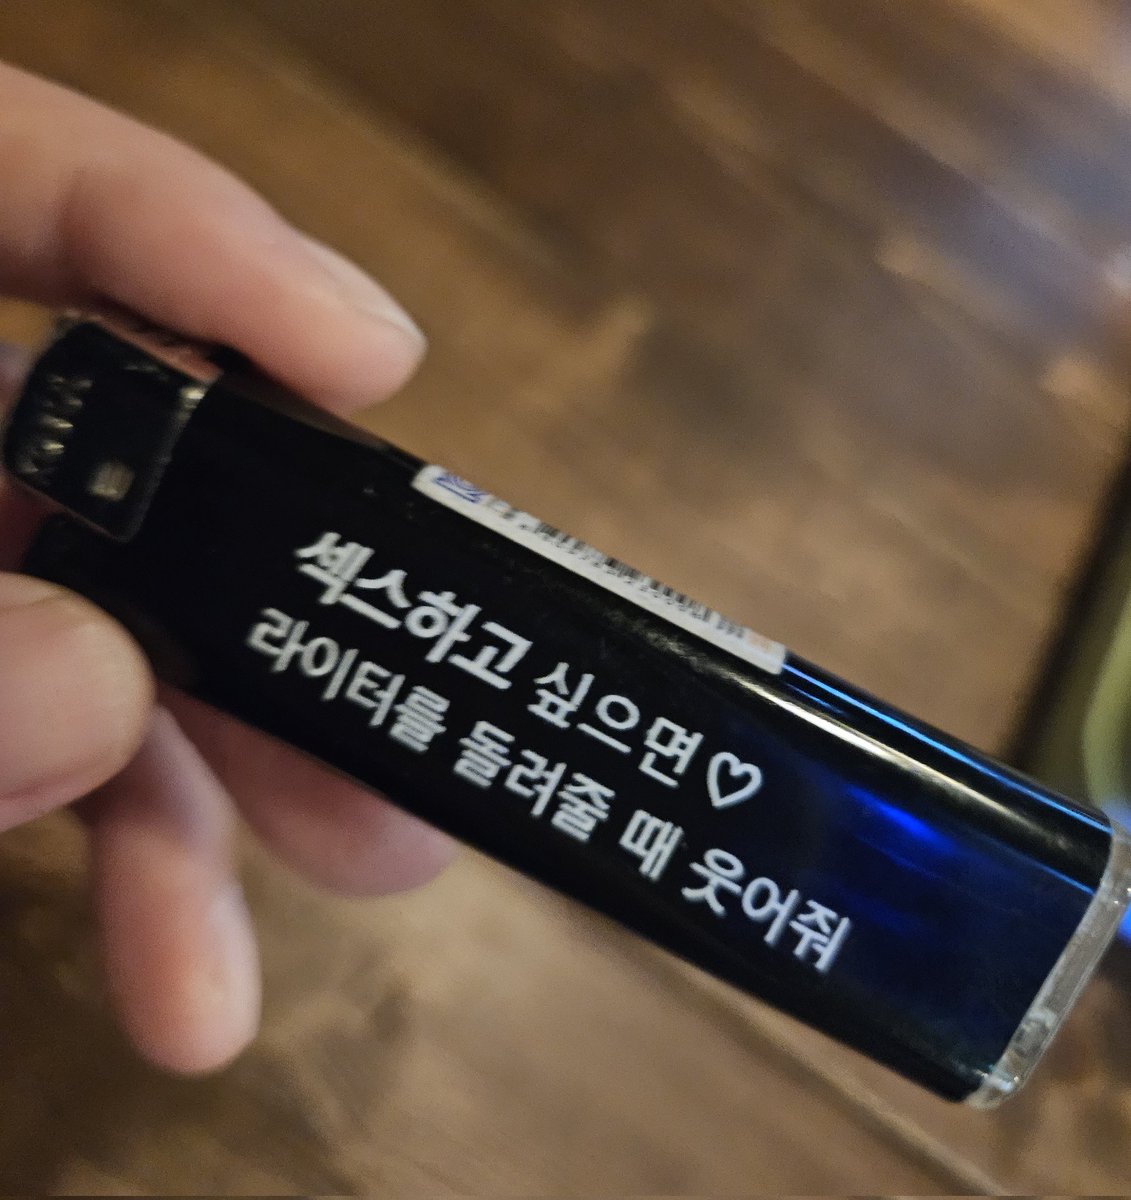 섹스하고 싶으면♡
라이터를 돌려줄 때 웃어줘